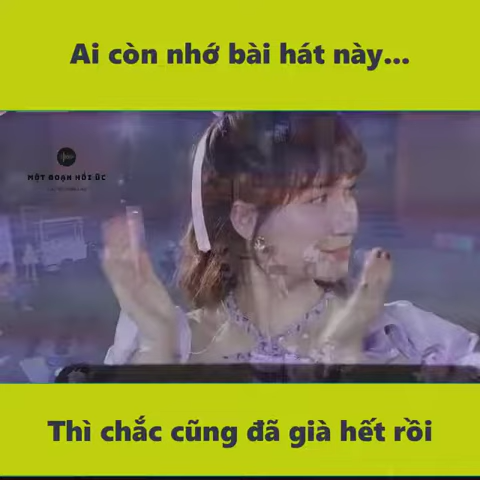 Ai còn nhớ bài hát này...
MỘT ĐOẠN HỒI ỨC
Thì chắc cũng đã già hết rồi